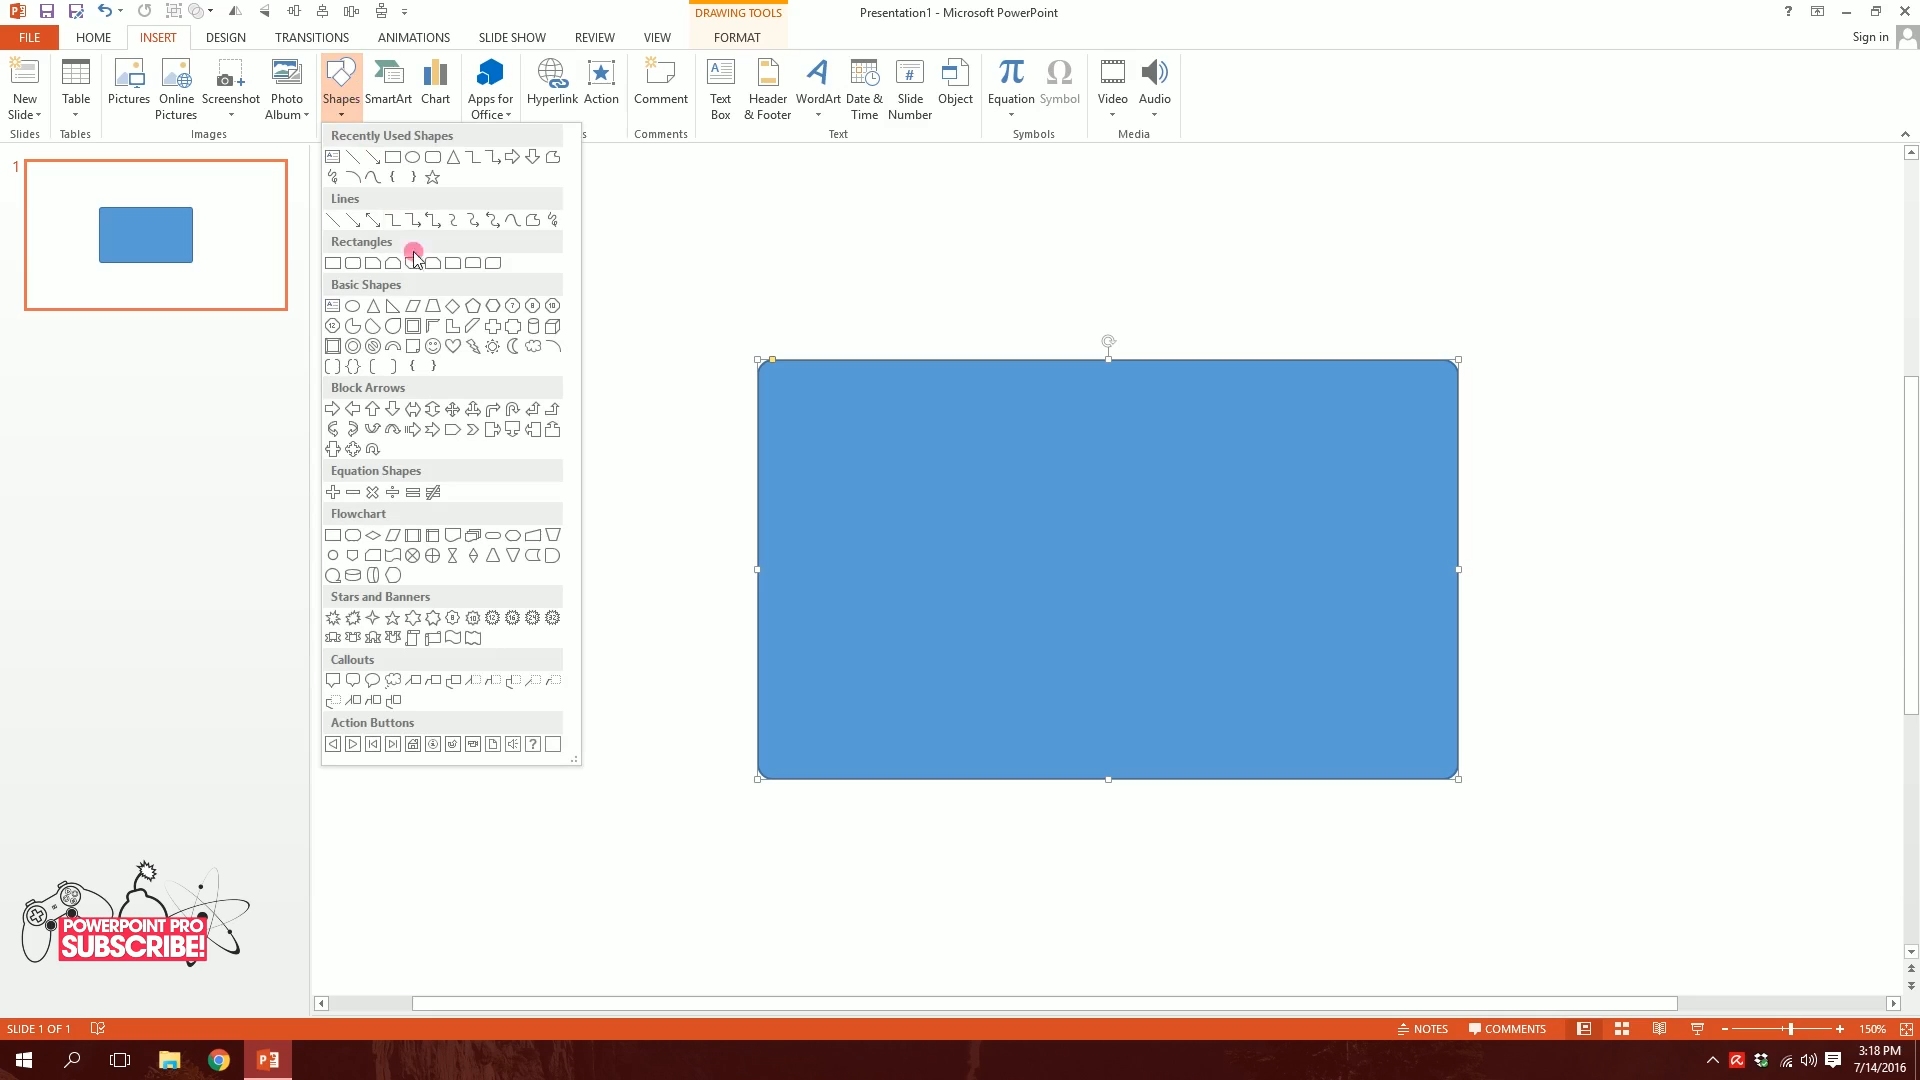 DRAWING TOOLS
Presentation1 - Microsoft PowerPoint
?
FILE HOME INSERT DESIGN TRANSITIONS ANIMATIONS SLIDE SHOW REVIEW VIEW FORMAT
Sign in
New Slide
Table
Pictures
Online Pictures
Screenshot
Photo Album
Shapes
SmartArt
Chart
Apps for Office
Hyperlink
Action
Comment
Text Box
Header & Footer
WordArt
Date & Time
Slide Number
Object
Equation
Symbol
Video
Audio
Slides Tables Images s Comments Text Symbols Media
Recently Used Shapes
Lines
Rectangles
Basic Shapes
Block Arrows
Equation Shapes
Flowchart
Stars and Banners
Callouts
Action Buttons
1
POWERPOINT PRO
SUBSCRIBE!
SLIDE 1 OF 1
NOTES
COMMENTS
150%
3:18 PM
7/14/2016